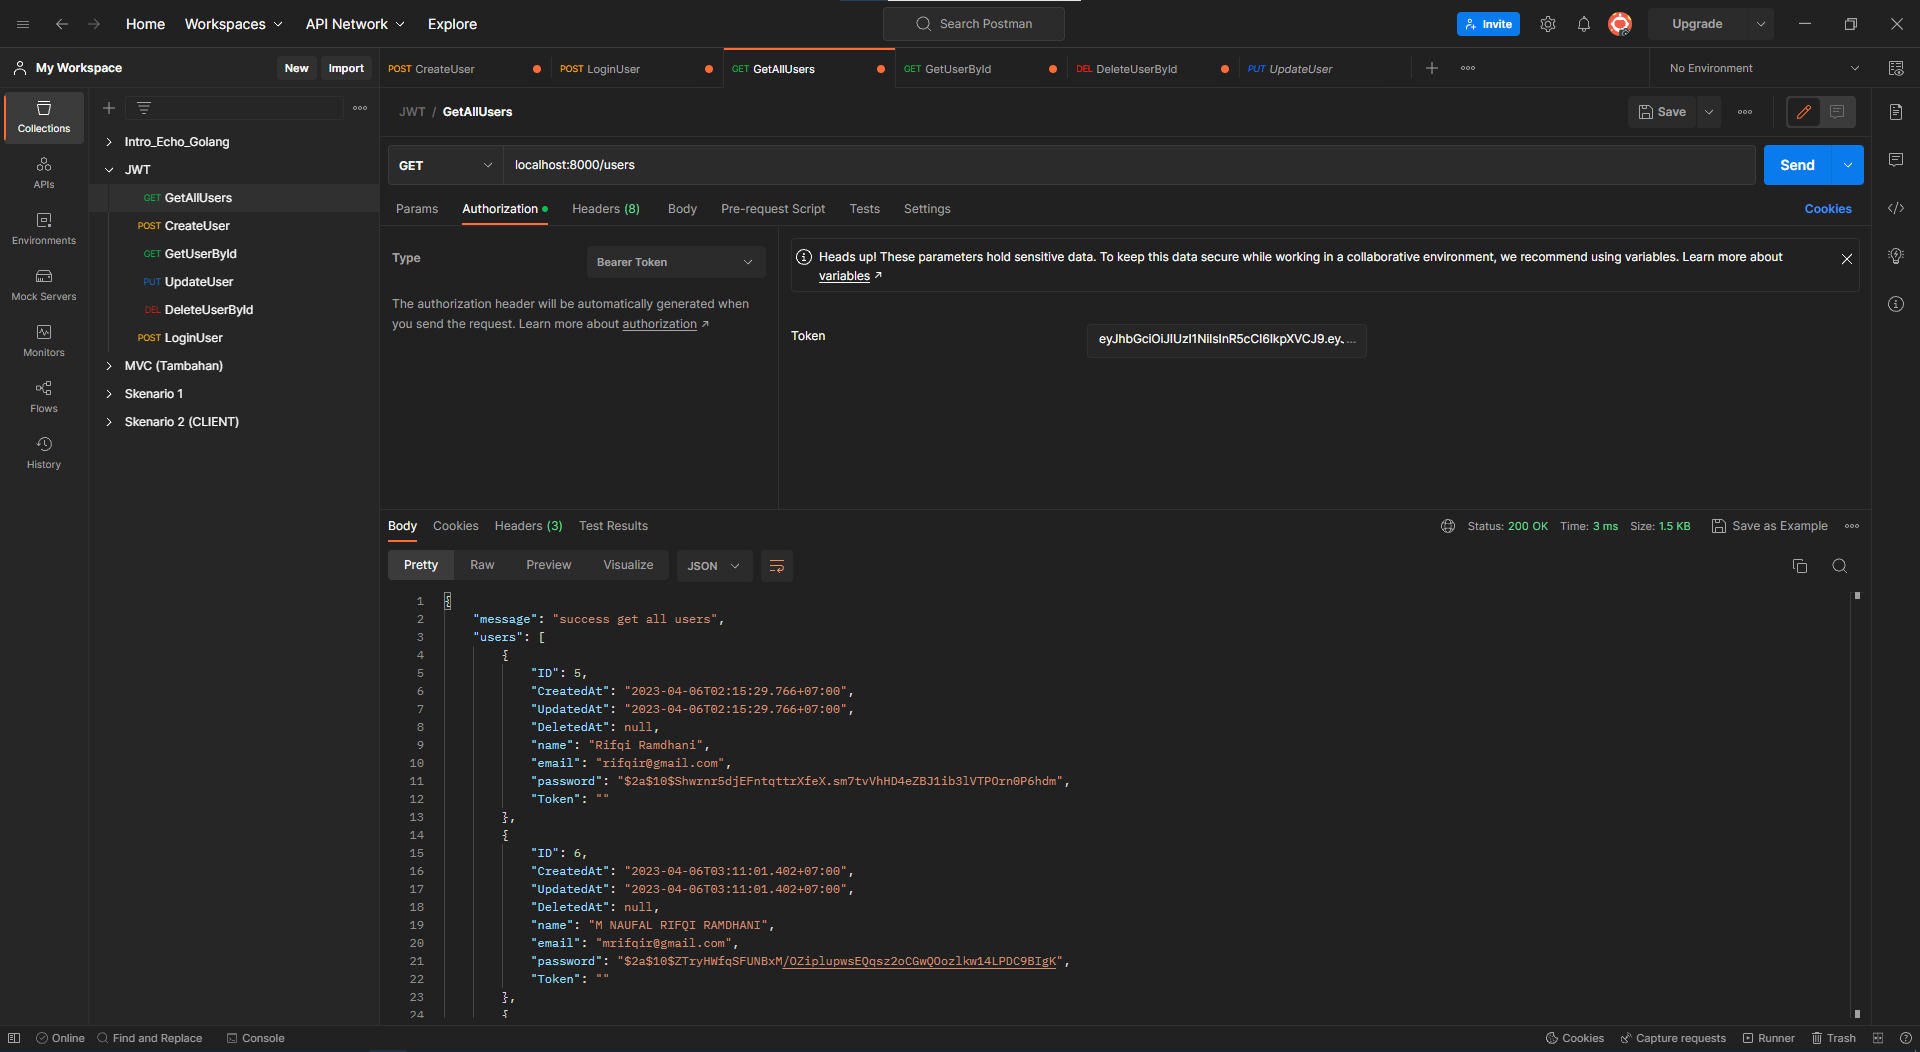 Home Workspaces API Network Explore Search Postman Invite Upgrade
My Workspace New Import POST CreateUser POST LoginUser GET GetAllUsers GET GetUserById DEL DeleteUserById PUT UpdateUser No Environment
Collections
APIs
Environments
Mock Servers
Monitors
Flows
History
Intro_Echo_Golang
JWT
GET GetAllUsers
POST CreateUser
GET GetUserById
PUT UpdateUser
DEL DeleteUserById
POST LoginUser
MVC (Tambahan)
Skenario 1
Skenario 2 (CLIENT)
JWT / GetAllUsers Save
GET localhost:8000/users Send
Params Authorization Headers (8) Body Pre-request Script Tests Settings Cookies
Type Bearer Token
The authorization header will be automatically generated when
you send the request. Learn more about authorization ↗
Heads up! These parameters hold sensitive data. To keep this data secure while working in a collaborative environment, we recommend using variables. Learn more about
variables ↗
Token eyJhbGciOiJIUzI1NiIsInR5cCI6IkpXVCJ9.ey. ...
Body Cookies Headers (3) Test Results Status: 200 OK Time: 3 ms Size: 1.5 KB Save as Example
Pretty Raw Preview Visualize JSON
1 {
2 "message": "success get all users",
3 "users": [
4 {
5 "ID": 5,
6 "CreatedAt": "2023-04-06T02:15:29.766+07:00",
7 "UpdatedAt": "2023-04-06T02:15:29.766+07:00",
8 "DeletedAt": null,
9 "name": "Rifqi Ramdhani",
10 "email": "rifqir@gmail.com",
11 "password": "$2a$10$Shwrnr5djEFntqttrXfeX.sm7tvVhHD4eZBJ1ib3lVTPOrn0P6hdm",
12 "Token": ""
13 },
14 {
15 "ID": 6,
16 "CreatedAt": "2023-04-06T03:11:01.402+07:00",
17 "UpdatedAt": "2023-04-06T03:11:01.402+07:00",
18 "DeletedAt": null,
19 "name": "M NAUFAL RIFQI RAMDHANI",
20 "email": "mrifqir@gmail.com",
21 "password": "$2a$10$ZTryHWfqSFUNBxM/OZiplupwsEQqsz2oCGwQOozlkw14LPDC9BIgK",
22 "Token": ""
23 },
24 {
Online Find and Replace Console Cookies Capture requests Runner Trash